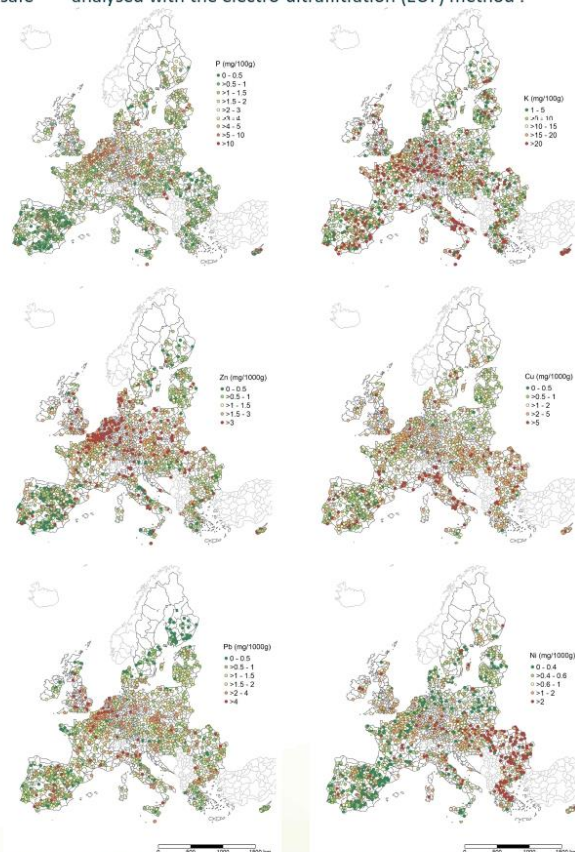 analysed with the electro-ultrafiltration (EUF) method .
P (mg/100g)
0 - 0.5
>0.5 - 1
>1 - 1.5
>1.5 - 2
>2 - 3
>3 - 4
>4 - 5
>5 - 10
>10
K (mg/100g)
1 - 5
>5 - 10
>10 - 15
>15 - 20
>20
Zn (mg/1000g)
0 - 0.5
>0.5 - 1
>1 - 1.5
>1.5 - 3
>3
Cu (mg/1000g)
0 - 0.5
>0.5 - 1
>1 - 2
>2 - 5
>5
Pb (mg/1000g)
0 - 0.5
>0.5 - 1
>1 - 1.5
>1.5 - 2
>2 - 4
>4
Ni (mg/1000g)
0 - 0.4
>0.4 - 0.6
>0.6 - 1
>1 - 2
>2